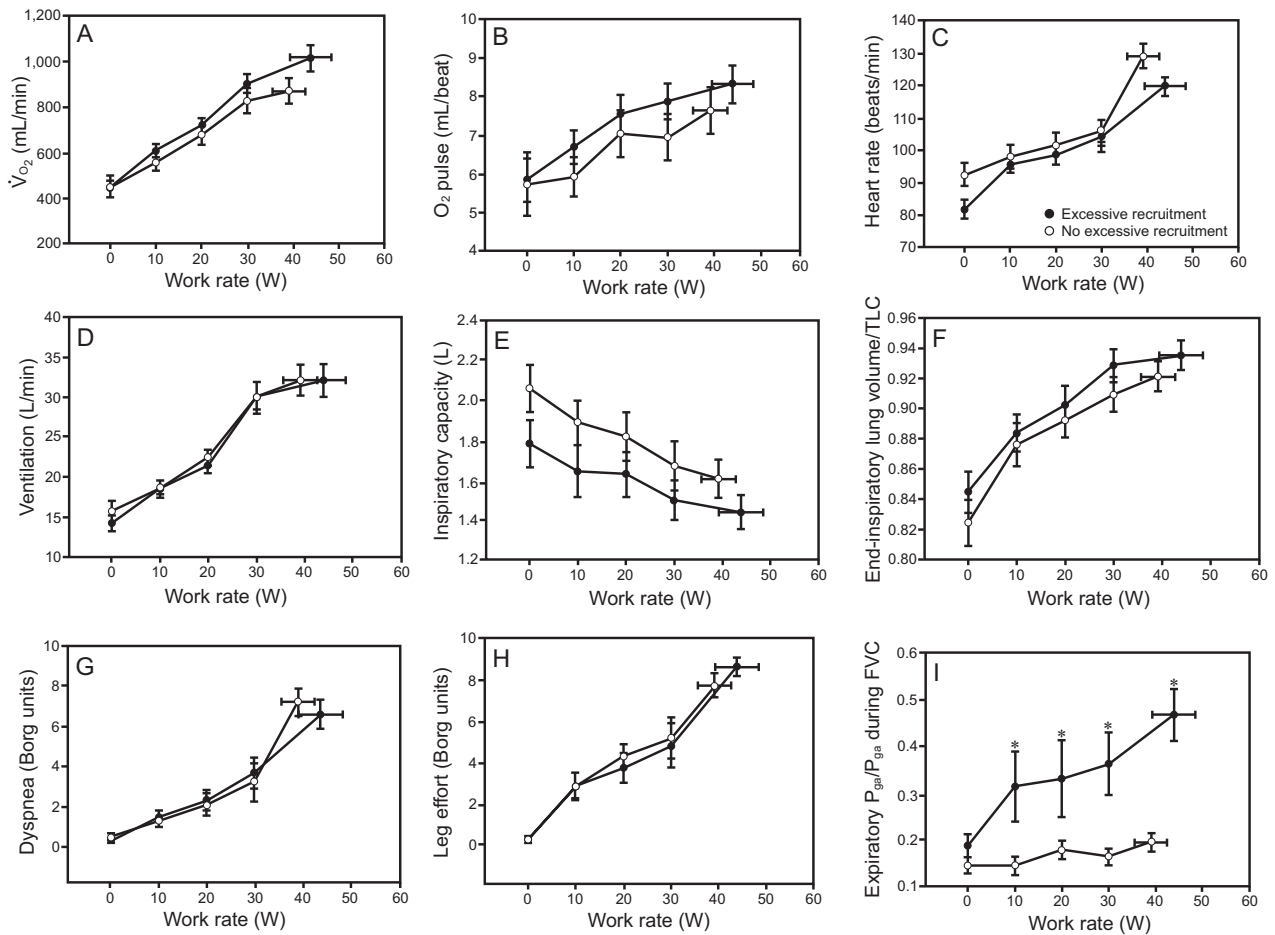 A
1,200
1,000
800
600
400
200
V̇O₂ (mL/min)
0 10 20 30 40 50 60
Work rate (W)
B
10
9
8
7
6
5
4
O₂ pulse (mL/beat)
0 10 20 30 40 50 60
Work rate (W)
C
140
130
120
110
100
90
80
70
Heart rate (beats/min)
Excessive recruitment
No excessive recruitment
0 10 20 30 40 50 60
Work rate (W)
D
40
35
30
25
20
15
10
Ventilation (L/min)
0 10 20 30 40 50 60
Work rate (W)
E
2.4
2.2
2.0
1.8
1.6
1.4
1.2
Inspiratory capacity (L)
0 10 20 30 40 50 60
Work rate (W)
F
0.96
0.94
0.92
0.90
0.88
0.86
0.84
0.82
0.80
End-inspiratory lung volume/TLC
0 10 20 30 40 50 60
Work rate (W)
G
10
8
6
4
2
0
Dyspnea (Borg units)
0 10 20 30 40 50 60
Work rate (W)
H
10
8
6
4
2
0
Leg effort (Borg units)
0 10 20 30 40 50 60
Work rate (W)
I
0.6
0.5
0.4
0.3
0.2
0.1
Expiratory Pga/Pga during FVC
* * * *
0 10 20 30 40 50 60
Work rate (W)